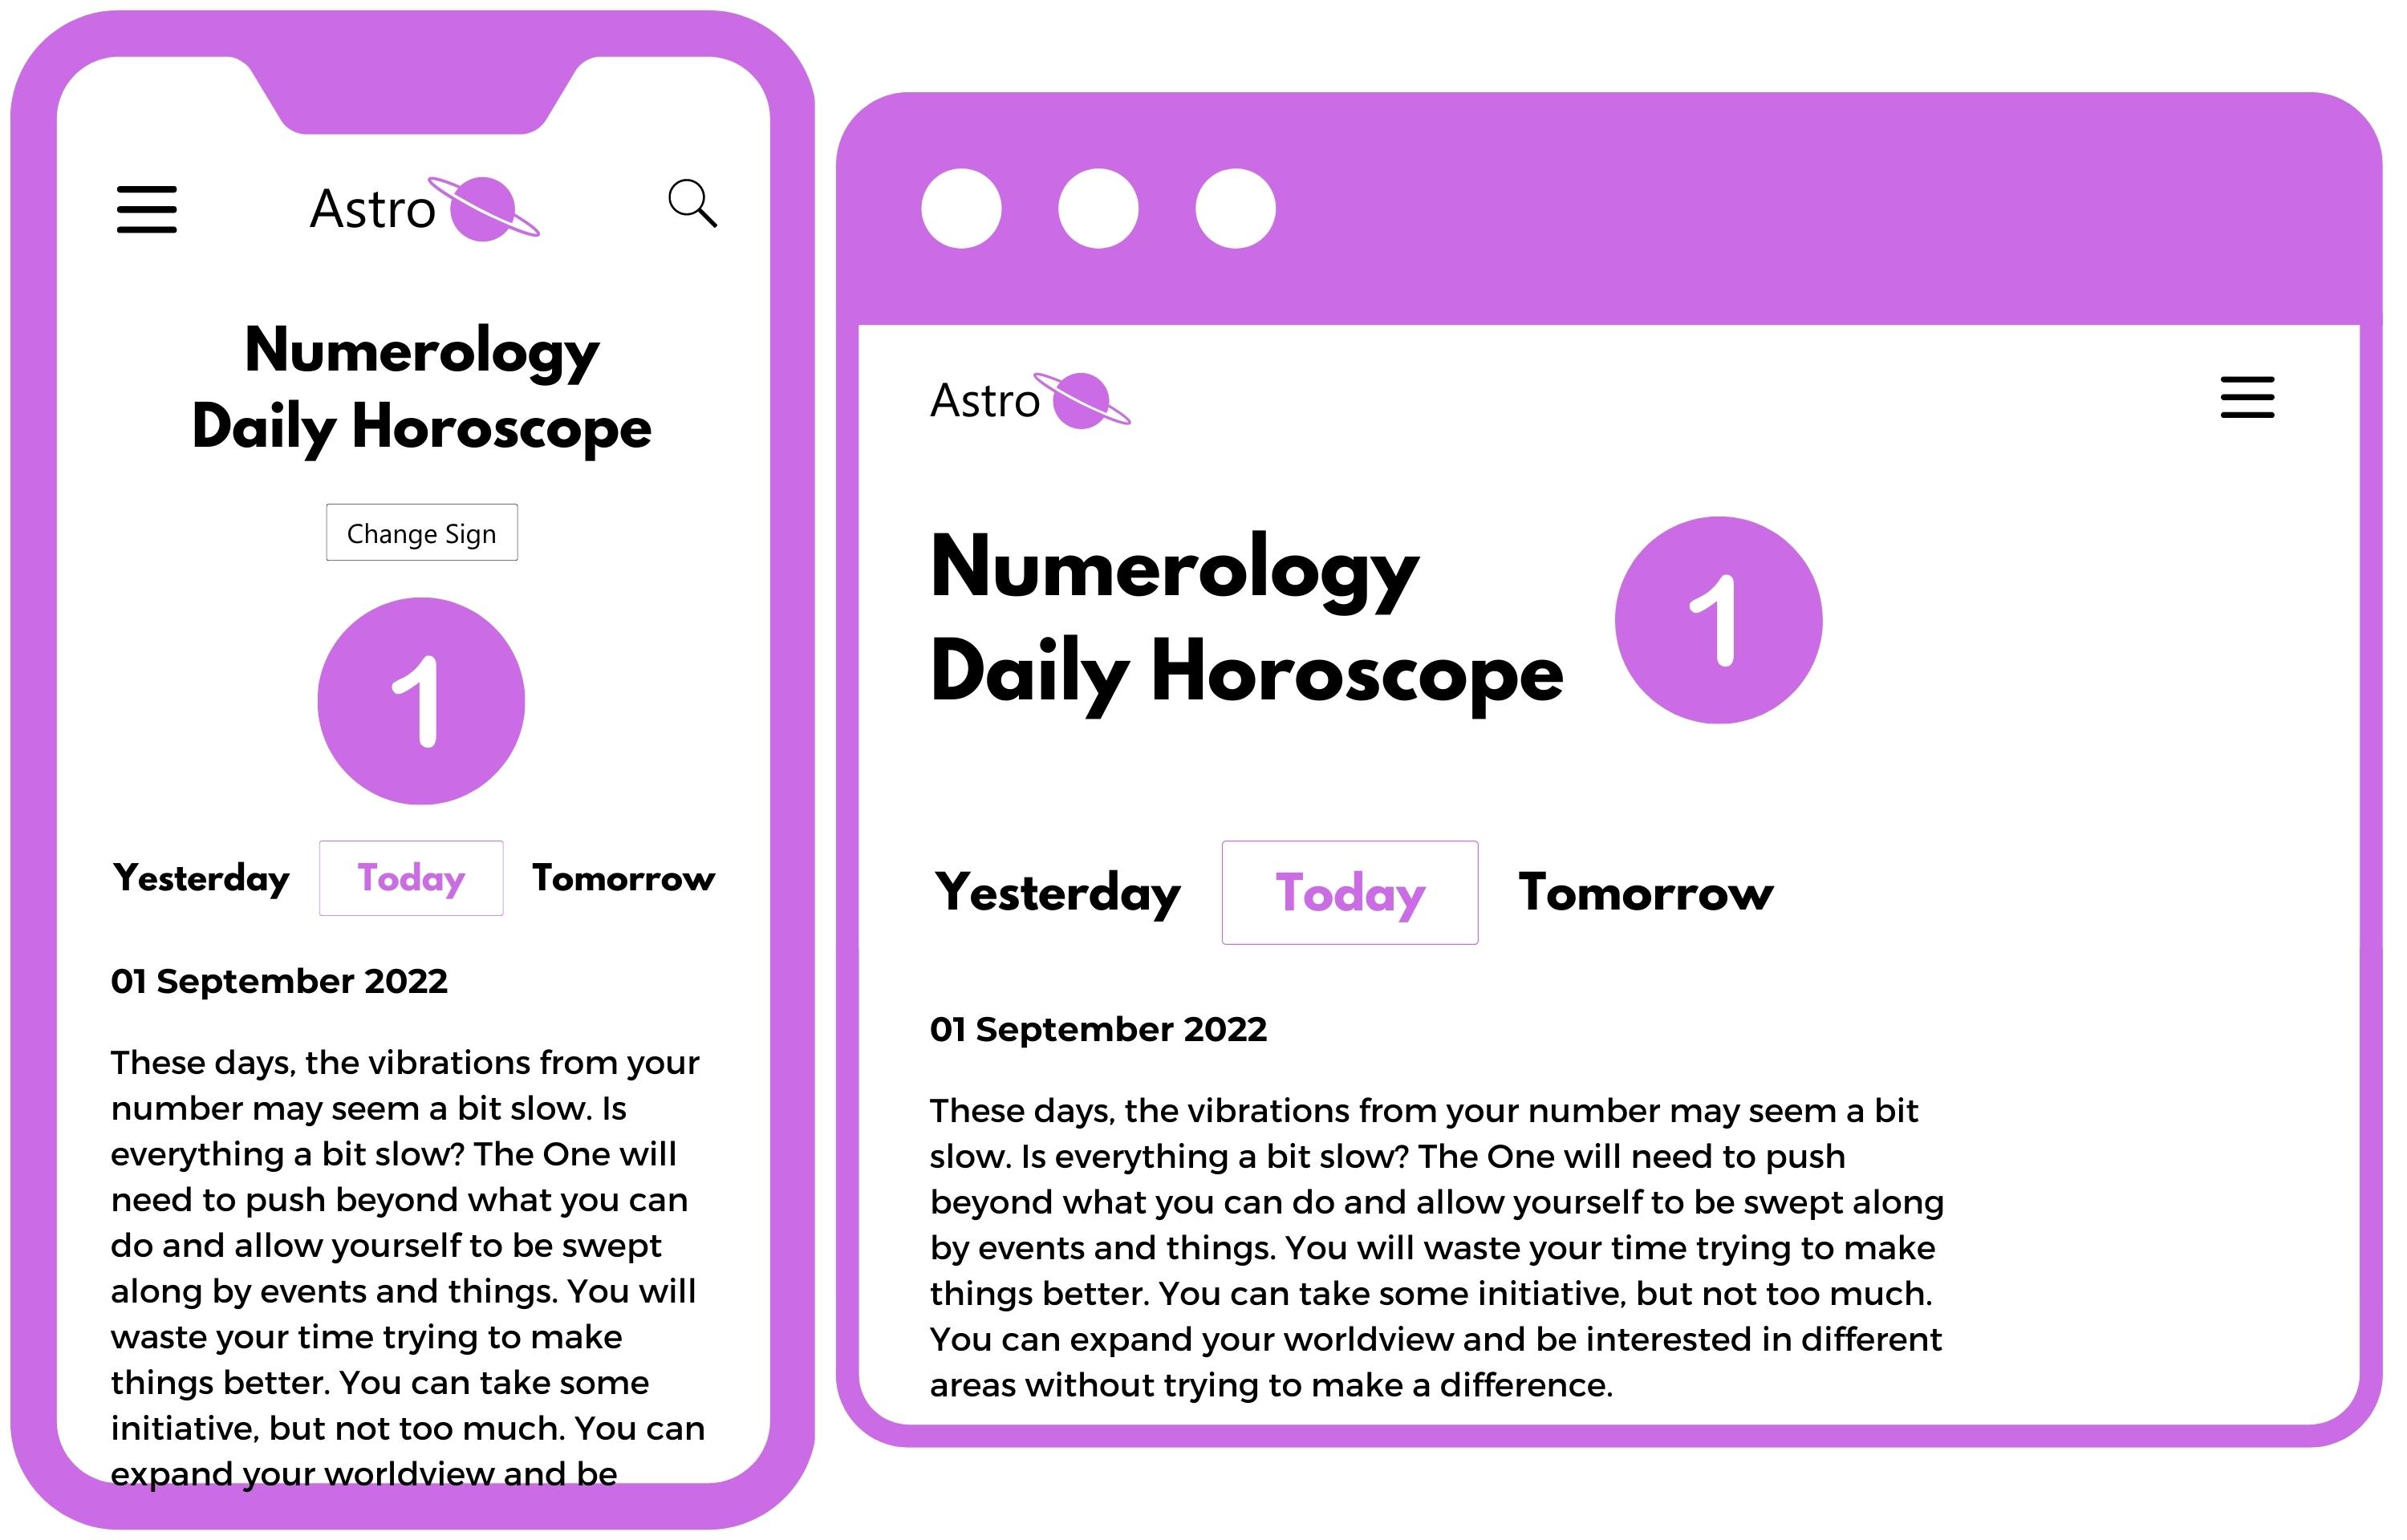 Astro
Numerology
Daily Horoscope
Change Sign
1
Yesterday Today Tomorrow
01 September 2022
These days, the vibrations from your
number may seem a bit slow. Is
everything a bit slow? The One will
need to push beyond what you can
do and allow yourself to be swept
along by events and things. You will
waste your time trying to make
things better. You can take some
initiative, but not too much. You can
expand your worldview and be
Astro
Numerology
Daily Horoscope
1
Yesterday Today Tomorrow
01 September 2022
These days, the vibrations from your number may seem a bit
slow. Is everything a bit slow? The One will need to push
beyond what you can do and allow yourself to be swept along
by events and things. You will waste your time trying to make
things better. You can take some initiative, but not too much.
You can expand your worldview and be interested in different
areas without trying to make a difference.